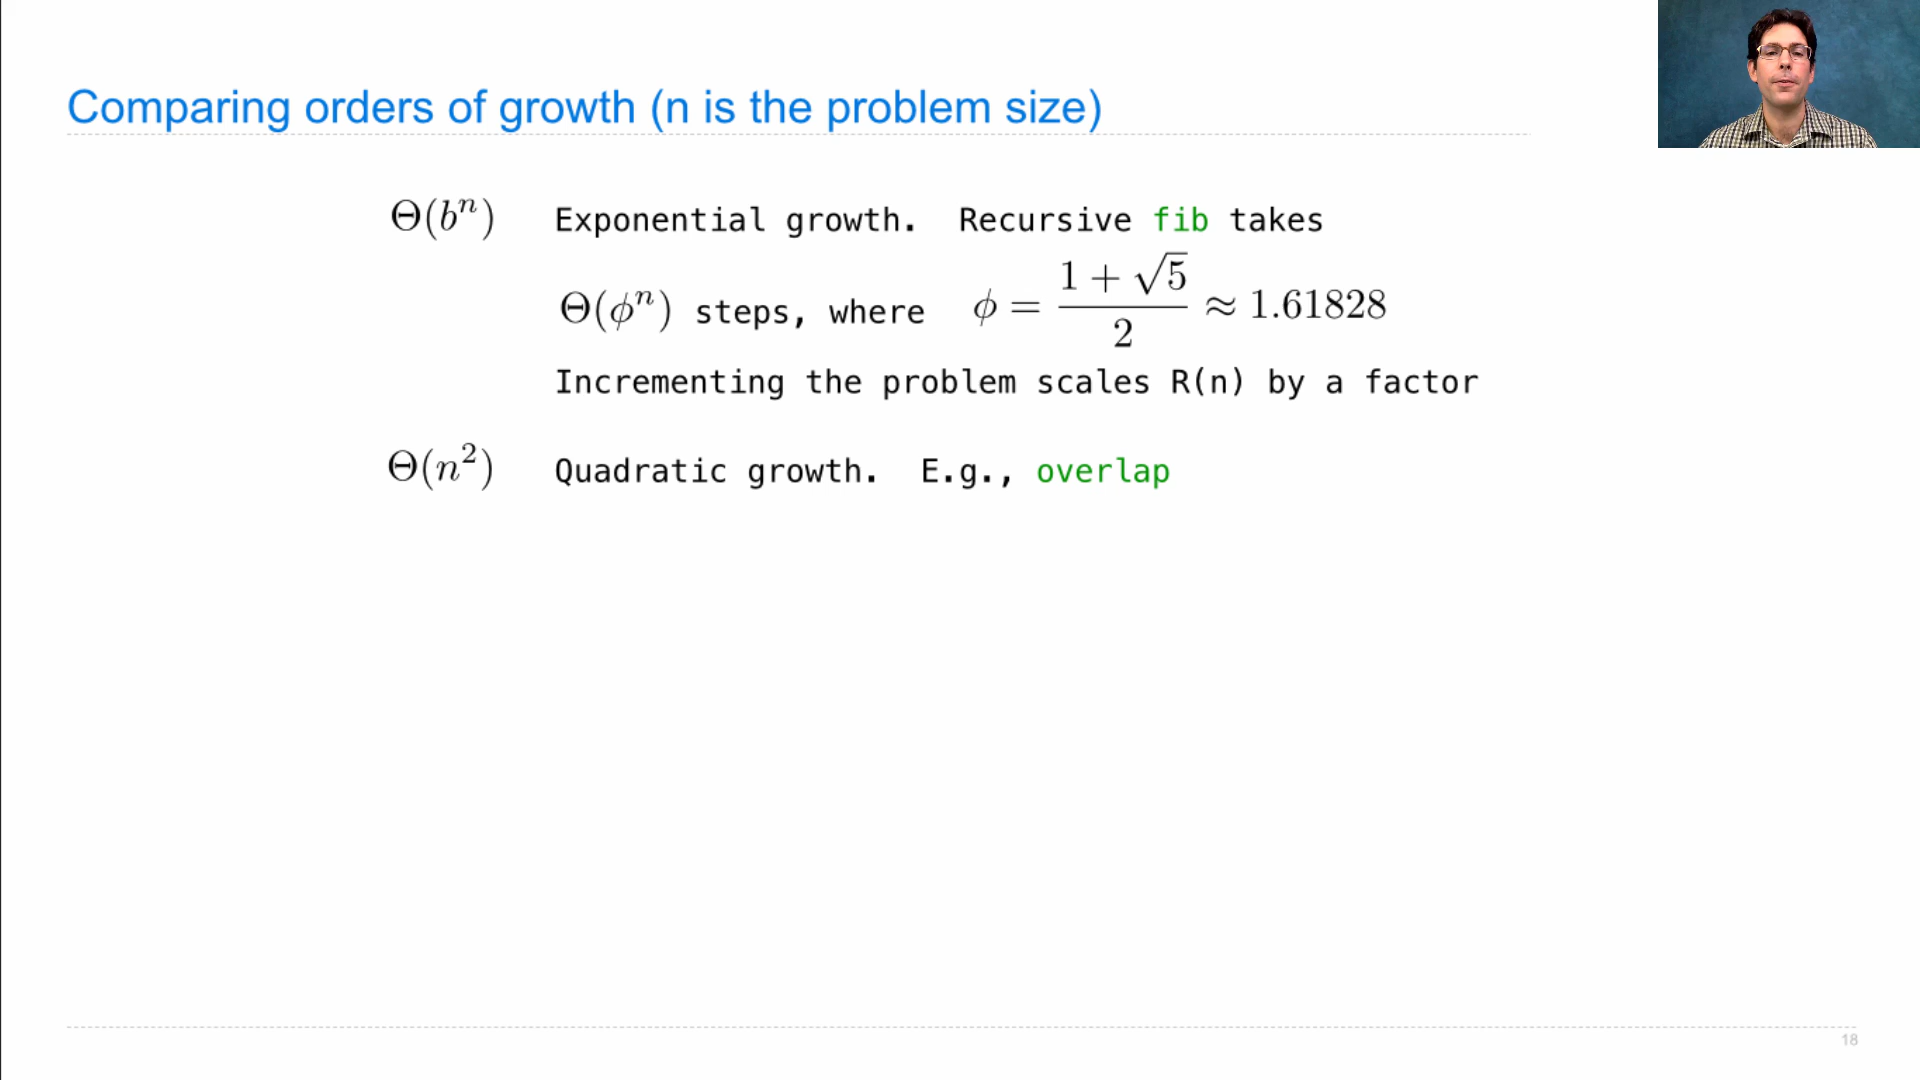 Comparing orders of growth (n is the problem size)
Θ(bⁿ) Exponential growth. Recursive fib takes
Θ(ϕⁿ) steps, where ϕ = (1 + √5)/2 ≈ 1.61828
Incrementing the problem scales R(n) by a factor
Θ(n²) Quadratic growth. E.g., overlap
18